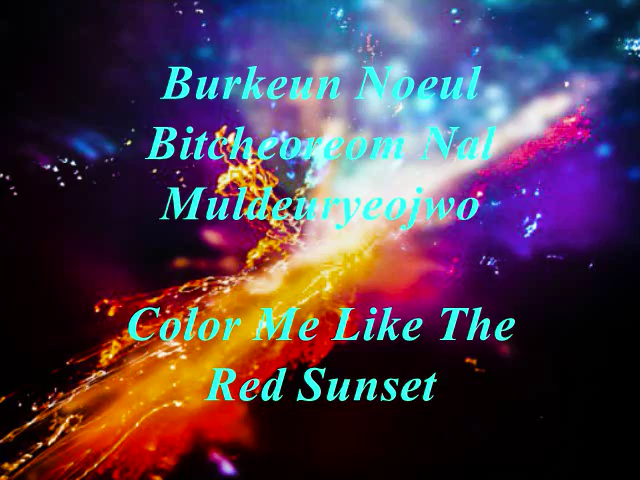 Burkeun Noeul
Bitcheoreom Nal
Muldeuryeojwo
Color Me Like The
Red Sunset